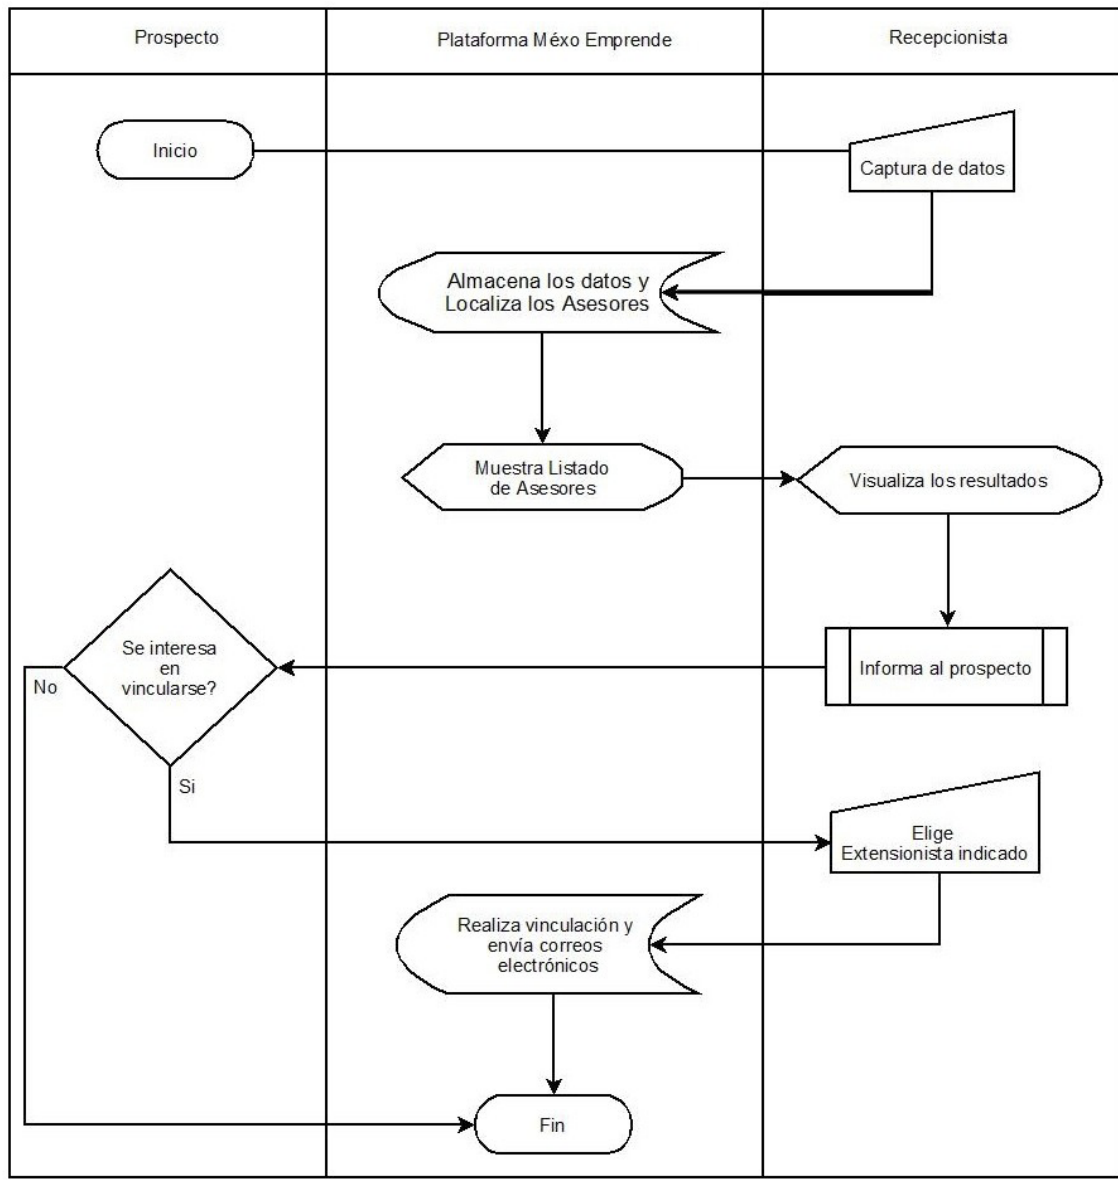 Prospecto
Plataforma Méxo Emprende
Recepcionista
Inicio
Captura de datos
Almacena los datos y
Localiza los Asesores
Muestra Listado
de Asesores
Visualiza los resultados
Se interesa
en
vincularse?
No
Si
Informa al prospecto
Elige
Extensionista indicado
Realiza vinculación y
envía correos
electrónicos
Fin